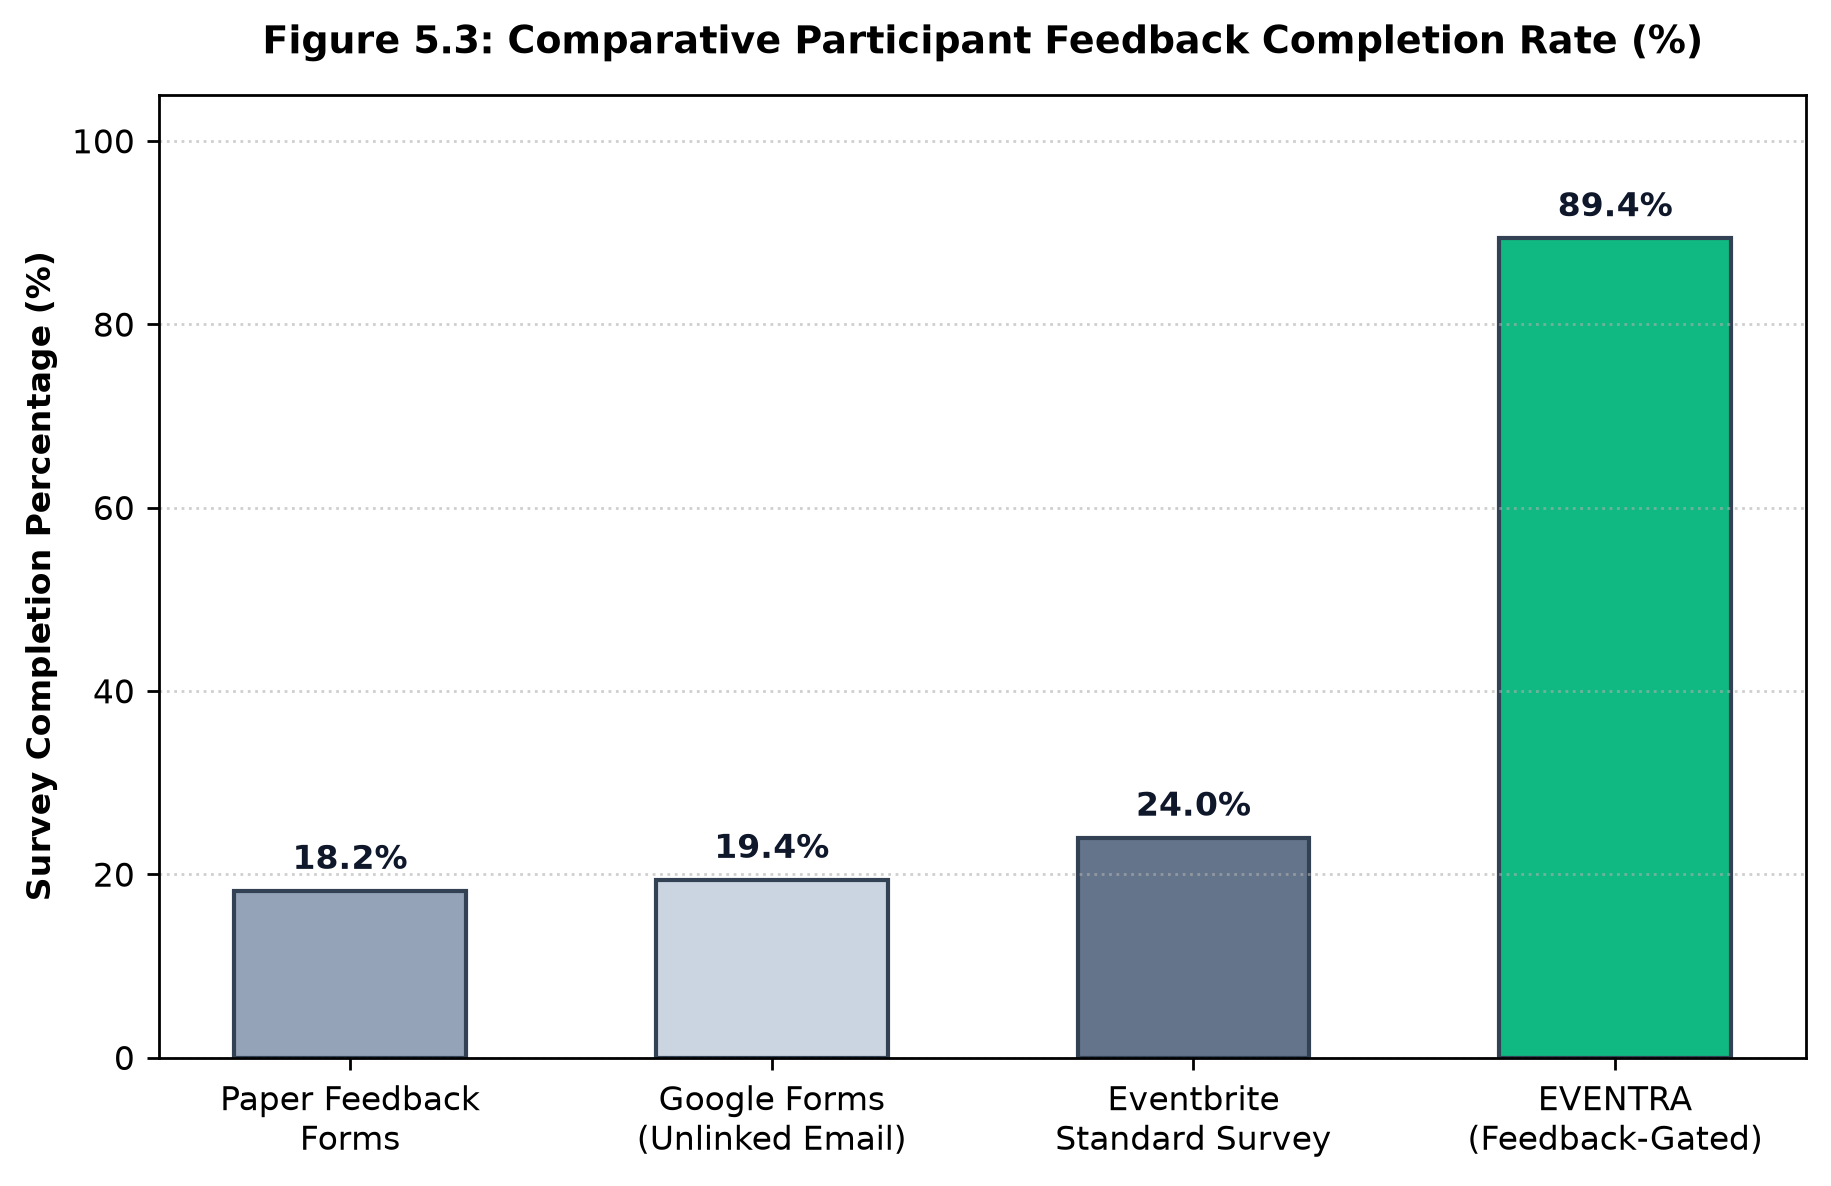 Figure 5.3: Comparative Participant Feedback Completion Rate (%)
Survey Completion Percentage (%)
100
80
60
40
20
0
18.2%
19.4%
24.0%
89.4%
Paper Feedback
Forms
Google Forms
(Unlinked Email)
Eventbrite
Standard Survey
EVENTRA
(Feedback-Gated)